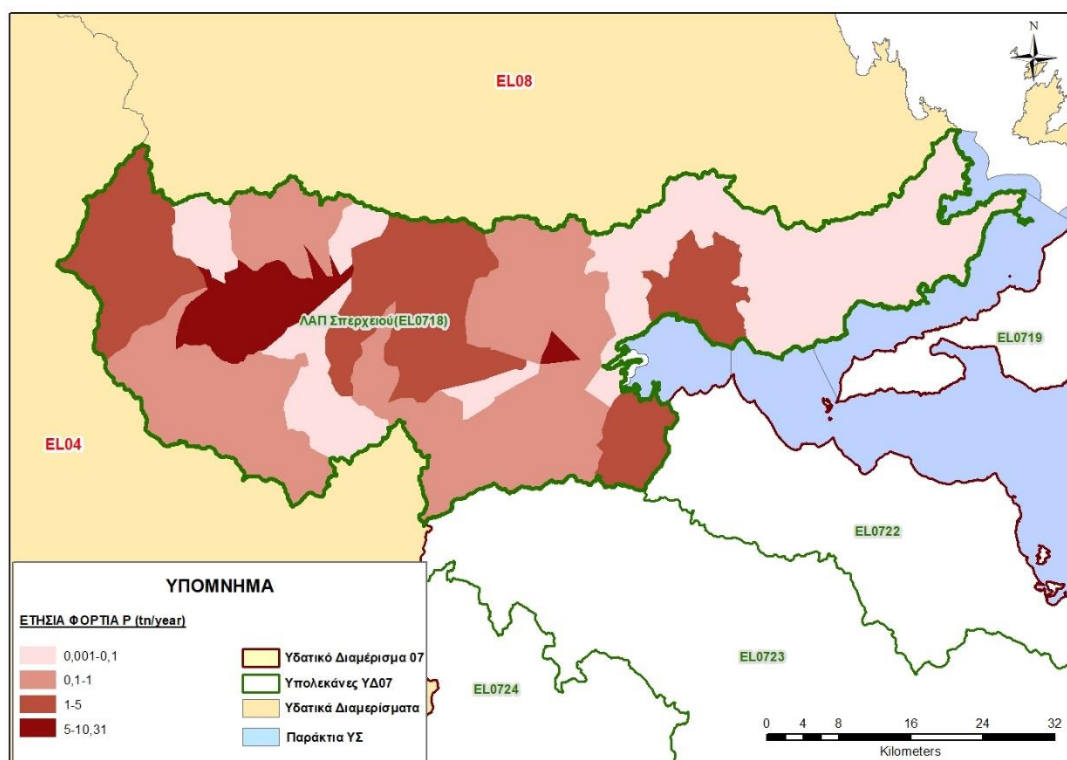 N
EL08
ΛΑΠ Σπερχειού(EL0718)
EL0719
EL04
EL0722
EL0723
EL0724
ΥΠΟΜΝΗΜΑ
ΕΤΗΣΙΑ ΦΟΡΤΙΑ P (tn/year)
0,001-0,1
0,1-1
1-5
5-10,31
Υδατικό Διαμέρισμα 07
Υπολεκάνες ΥΔ07
Υδατικά Διαμερίσματα
Παράκτια ΥΣ
0 4 8 16 24 32
Kilometers